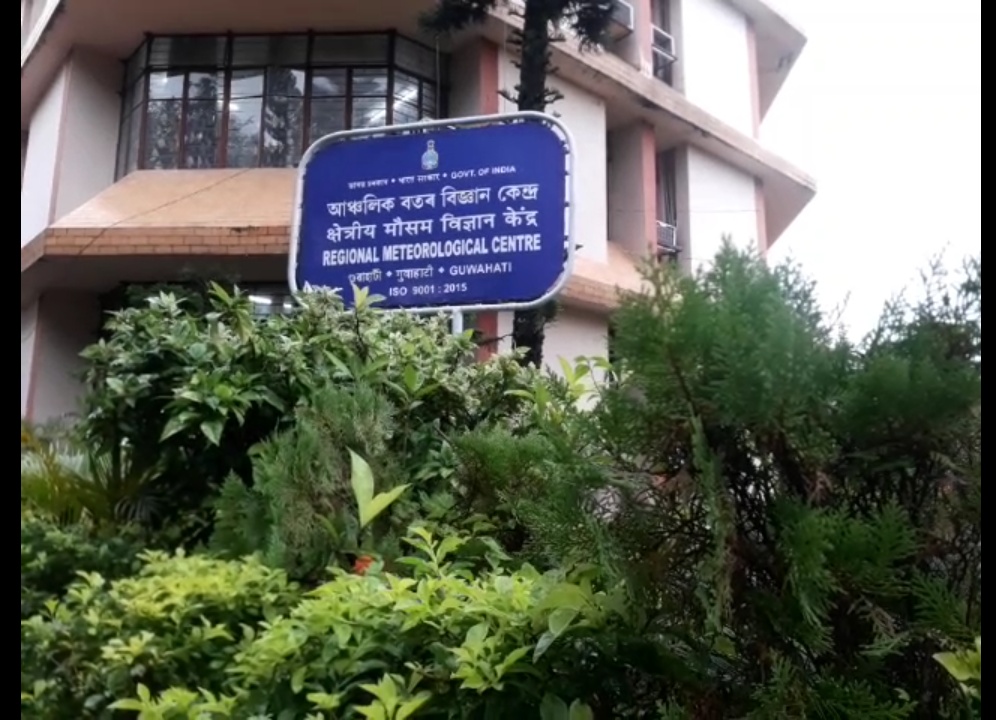 ভাৰত চৰকাৰ • भारत सरकार • GOVT. OF INDIA
আঞ্চলিক বতৰ বিজ্ঞান কেন্দ্ৰ
क्षेत्रीय मौसम विज्ञान केंद्र
REGIONAL METEOROLOGICAL CENTRE
গুৱাহাটী • गुवाहाटी • GUWAHATI
ISO 9001 : 2015